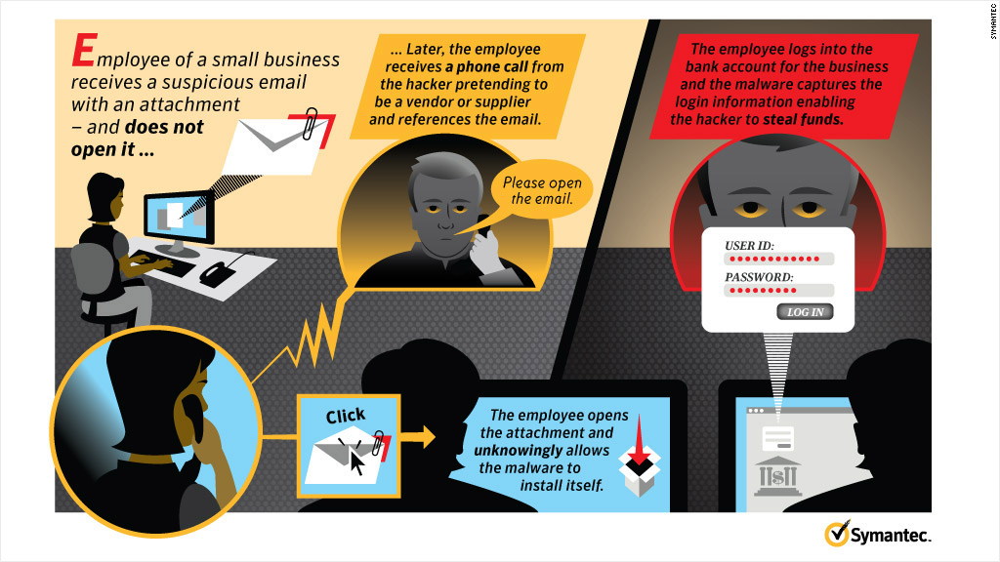 SYMANTEC
Employee of a small business
receives a suspicious email
with an attachment
– and does not
open it ...
... Later, the employee
receives a phone call from
the hacker pretending to
be a vendor or supplier
and references the email.
Please open
the email.
The employee logs into the
bank account for the business
and the malware captures the
login information enabling
the hacker to steal funds.
USER ID:
PASSWORD:
LOG IN
Click
The employee opens
the attachment and
unknowingly allows
the malware to
install itself.
$
Symantec.